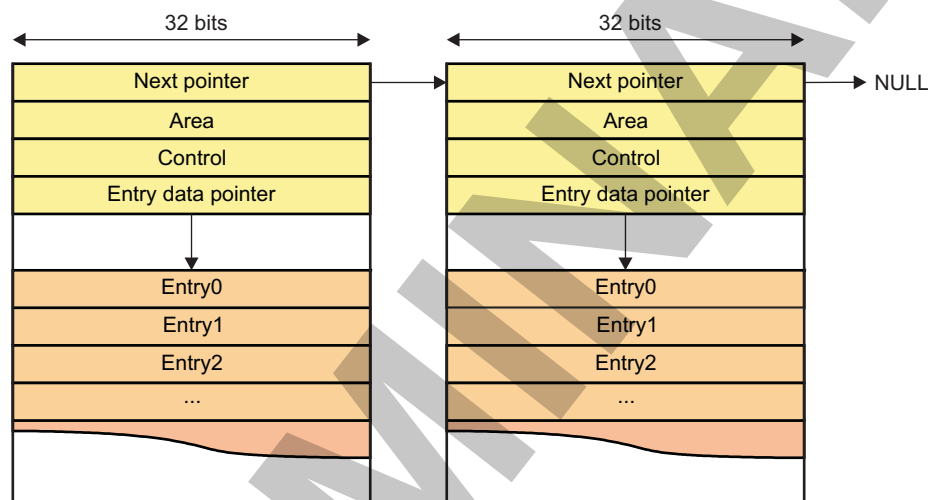 32 bits
32 bits
Next pointer
Next pointer
NULL
Area
Area
Control
Control
Entry data pointer
Entry data pointer
Entry0
Entry0
Entry1
Entry1
Entry2
Entry2
...
...